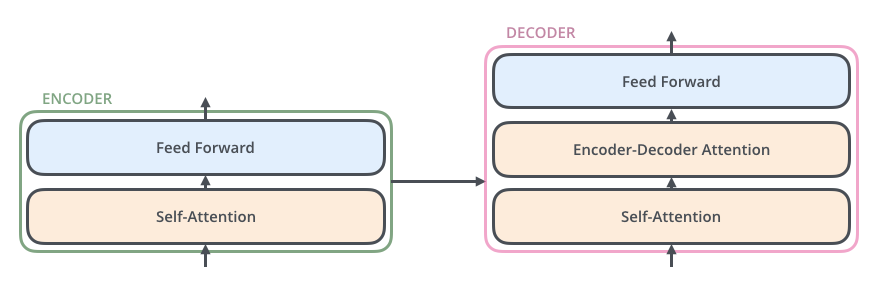 ENCODER
Feed Forward
Self-Attention
DECODER
Feed Forward
Encoder-Decoder Attention
Self-Attention